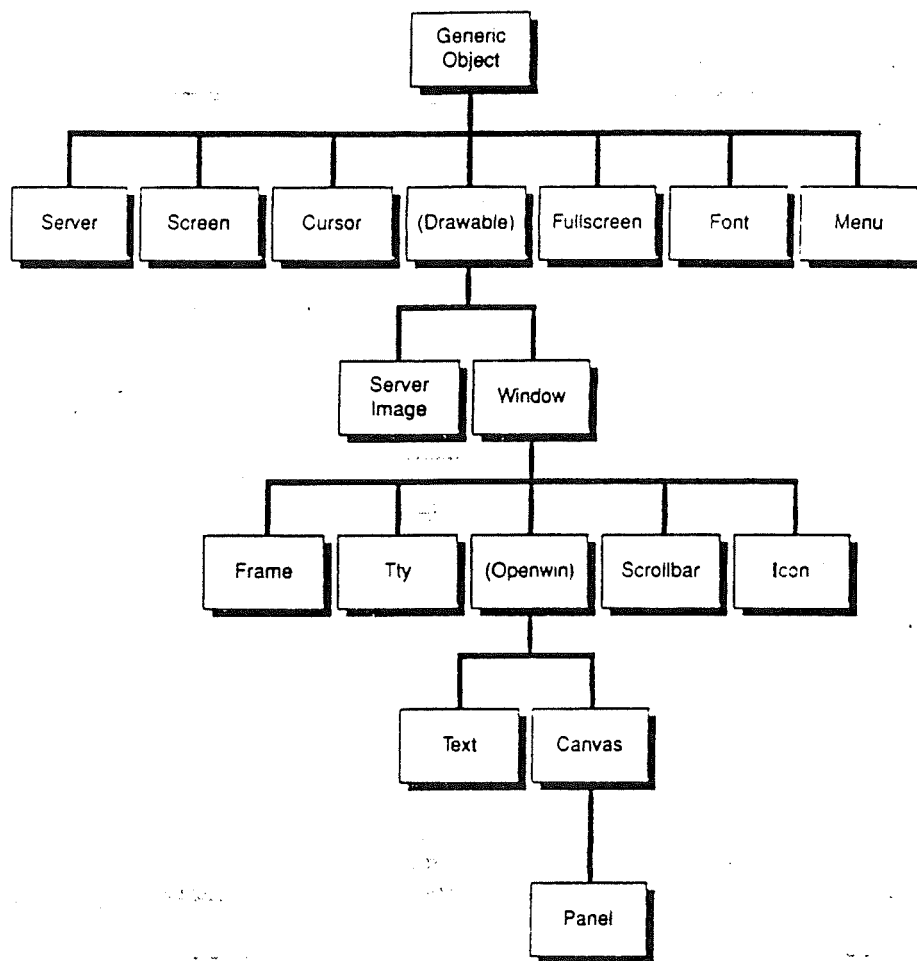 Generic
Object
Server
Screen
Cursor
(Drawable)
Fullscreen
Font
Menu
Server
Image
Window
Frame
Tty
(Openwin)
Scrollbar
Icon
Text
Canvas
Panel